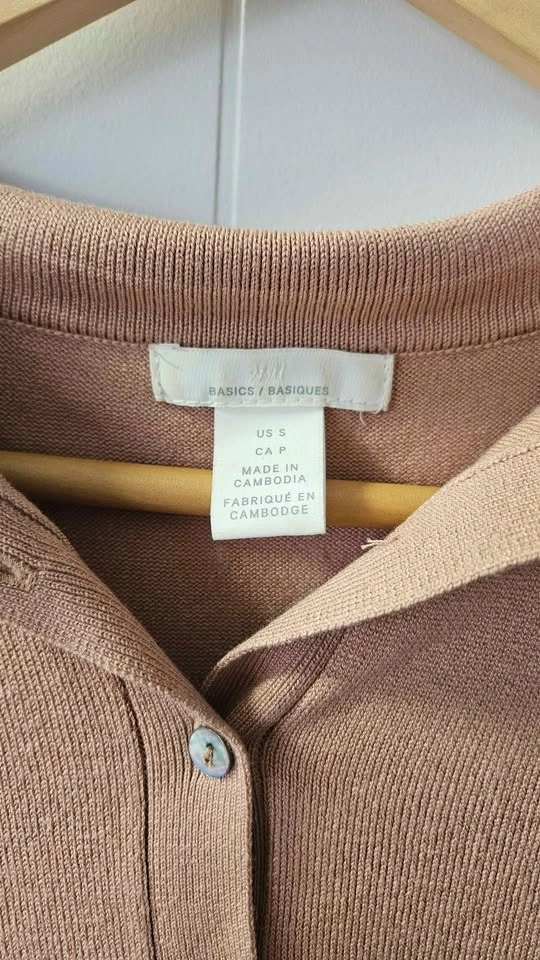 BASICS / BASIQUES
US S
CA P
MADE IN
CAMBODIA
FABRIQUÉ EN
CAMBODGE